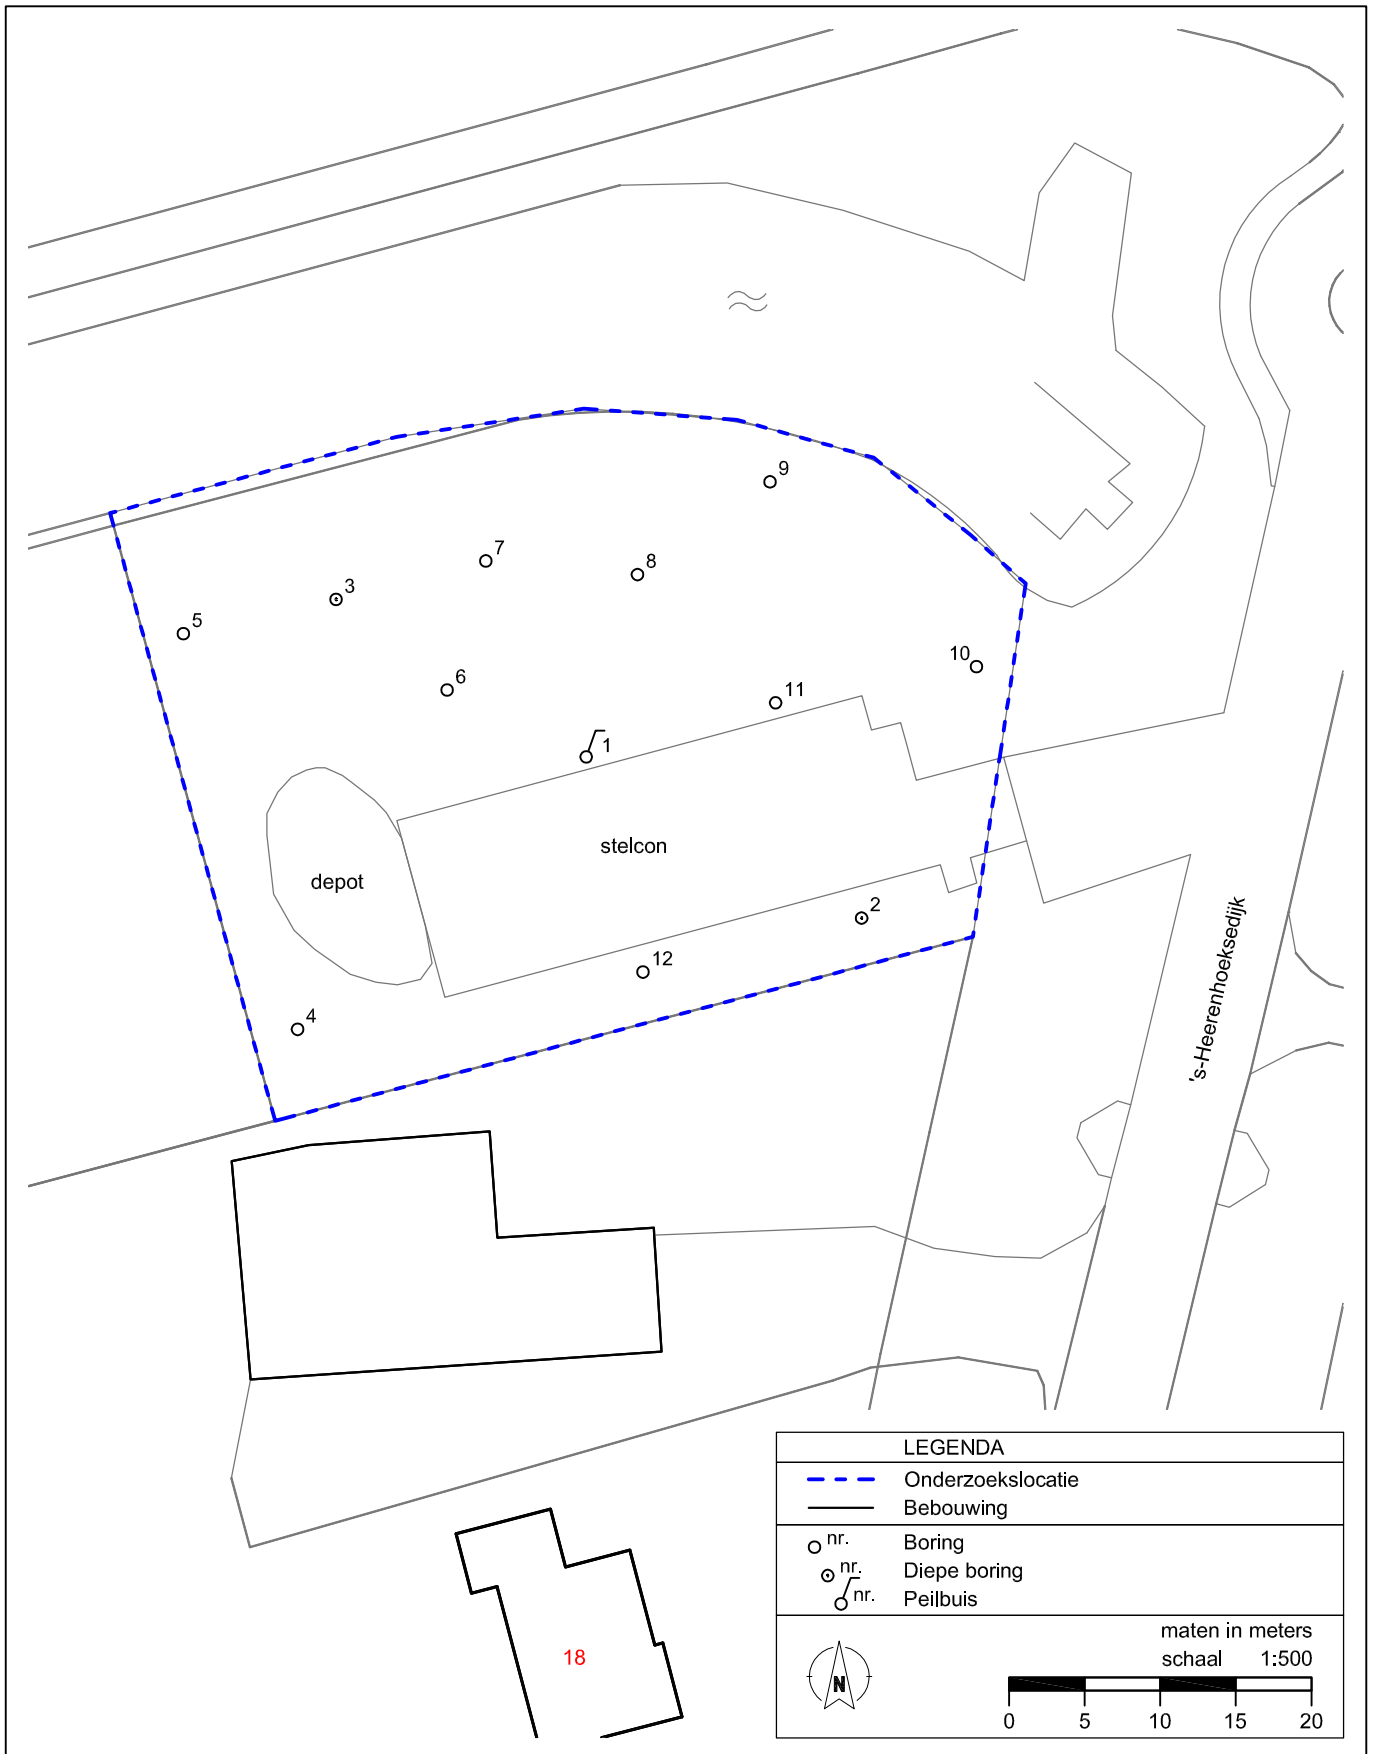 9
7
8
3
5
10
6
11
1
stelcon
depot
2
12
4
's-Heerenhoeksedijk
18
LEGENDA
Onderzoekslocatie
Bebouwing
nr. Boring
nr. Diepe boring
nr. Peilbuis
maten in meters
schaal 1:500
N
0 5 10 15 20